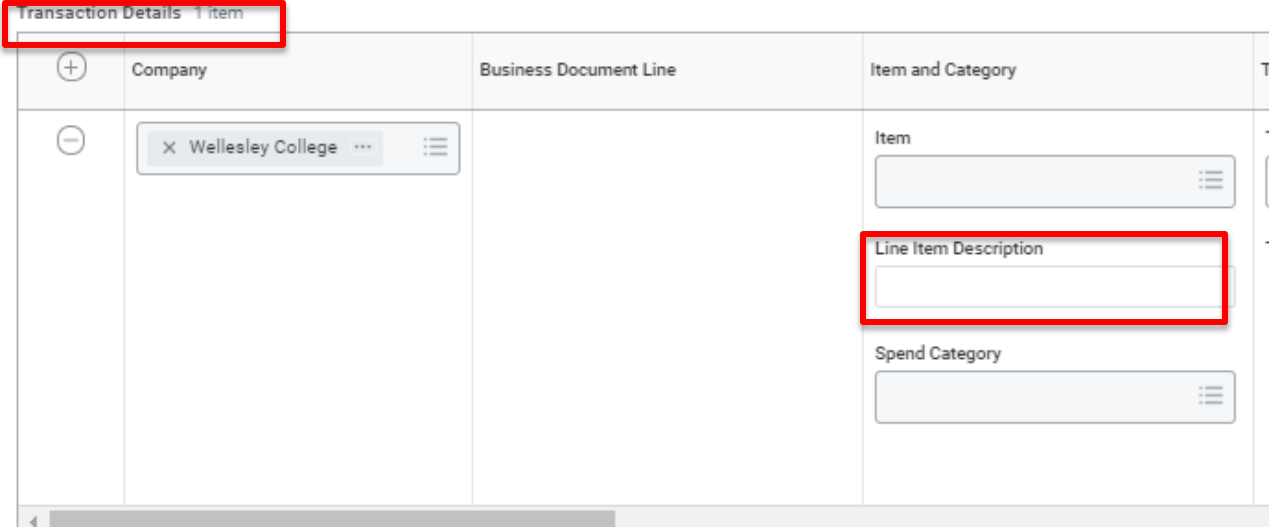 Transaction Details 1 item
Company
Business Document Line
Item and Category
Wellesley College
Item
Line Item Description
Spend Category